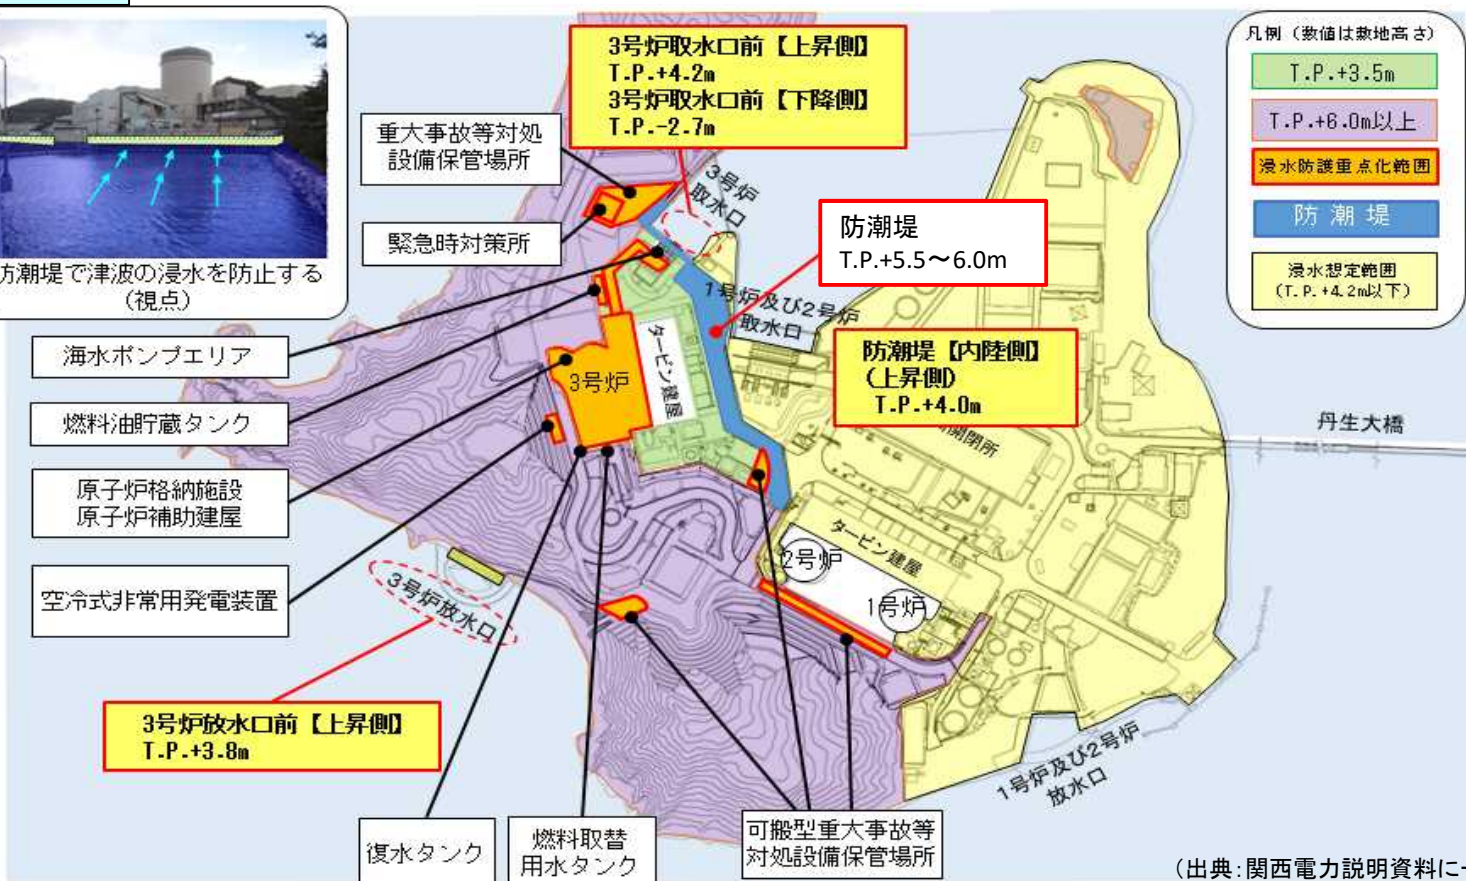 防潮堤で津波の浸水を防止する
(視点)
3号炉取水口前【上昇側】
T.P.+4.2m
3号炉取水口前【下降側】
T.P.-2.7m
凡例（数値は敷地高さ）
T.P.+3.5m
T.P.+6.0m以上
浸水防護重点化範囲
防 潮 堤
浸水想定範囲
(T.P.+4.2m以下)
重大事故等対処
設備保管場所
緊急時対策所
3号炉
取水口
防潮堤
T.P.+5.5～6.0m
1号炉及び2号炉
取水口
海水ポンプエリア
燃料油貯蔵タンク
原子炉格納施設
原子炉補助建屋
空冷式非常用発電装置
3号炉
タービン建屋
防潮堤【内陸側】
(上昇側)
T.P.+4.0m
開閉所
丹生大橋
タービン建屋
2号炉
1号炉
3号炉放水口
3号炉放水口前【上昇側】
T.P.+3.8m
1号炉及び2号炉
放水口
復水タンク
燃料取替
用水タンク
可搬型重大事故等
対処設備保管場所
（出典：関西電力説明資料に